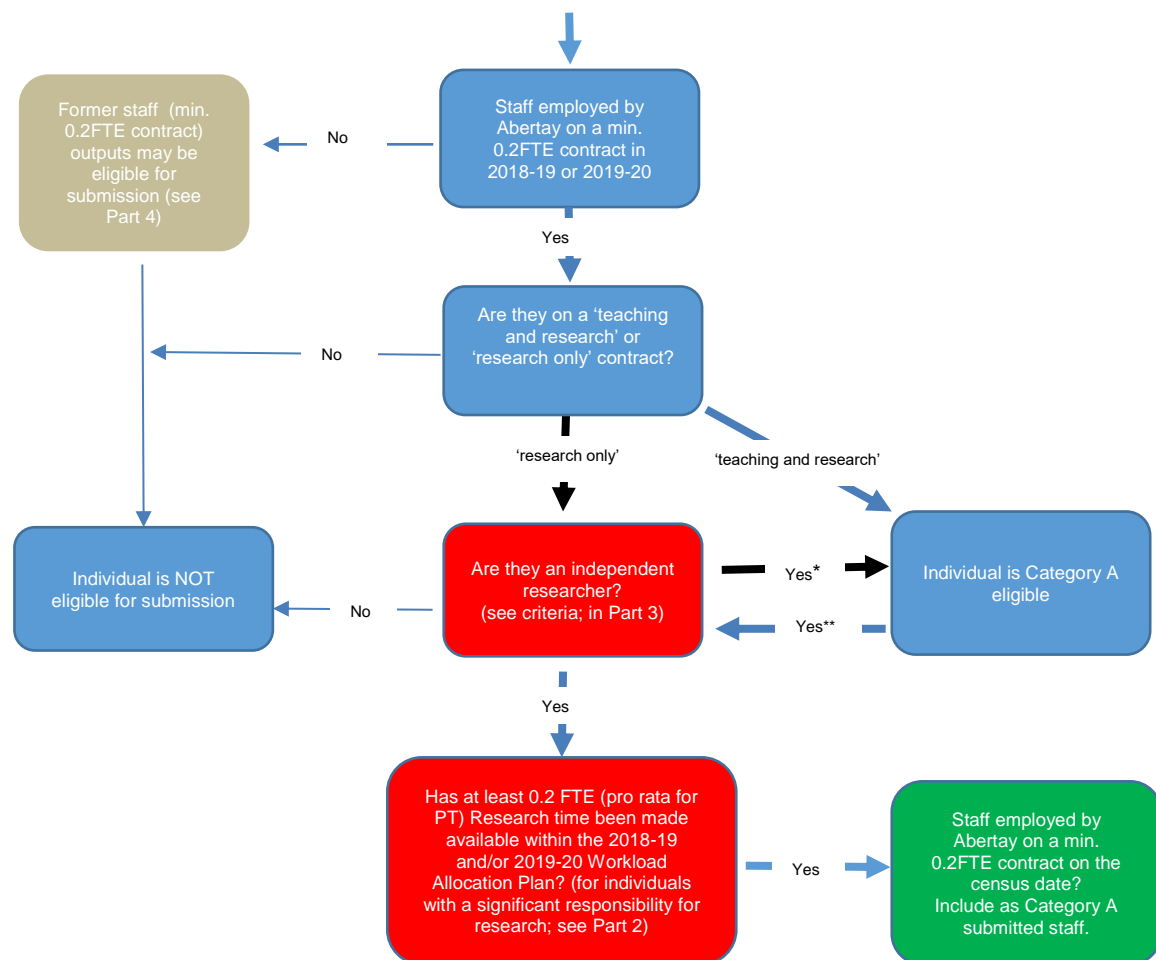 Staff employed by
Abertay on a min.
0.2FTE contract in
2018-19 or 2019-20
No
Former staff (min.
0.2FTE contract)
outputs may be
eligible for
submission (see
Part 4)
Yes
Are they on a ‘teaching
and research’ or
‘research only’ contract?
No
‘research only’
‘teaching and research’
Individual is NOT
eligible for submission
No
Are they an independent
researcher?
(see criteria; in Part 3)
Yes*
Yes**
Individual is Category A
eligible
Yes
Has at least 0.2 FTE (pro rata for
PT) Research time been made
available within the 2018-19
and/or 2019-20 Workload
Allocation Plan? (for individuals
with a significant responsibility for
research; see Part 2)
Yes
Staff employed by
Abertay on a min.
0.2FTE contract on the
census date?
Include as Category A
submitted staff.